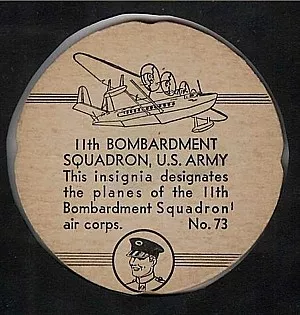 11th BOMBARDMENT
SQUADRON, U.S. ARMY
This insignia designates
the planes of the 11th
Bombardment Squadron
air corps. No. 73